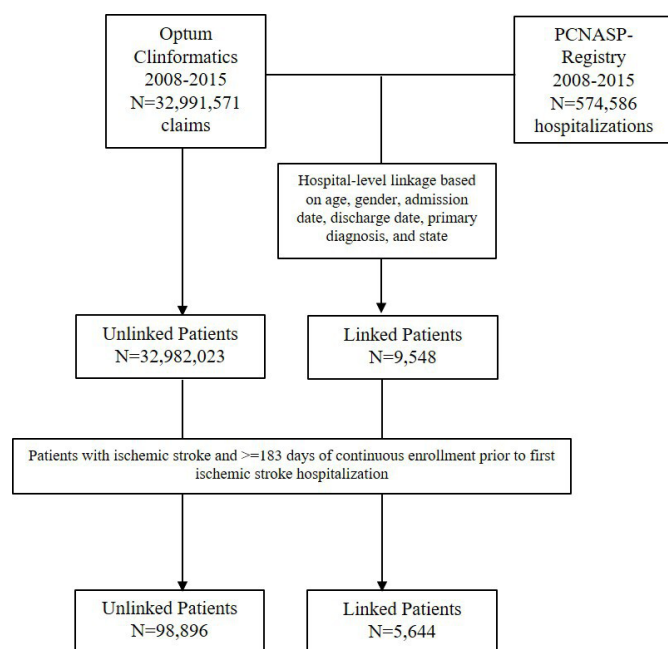 Optum
Clinformatics
2008-2015
N=32,991,571
claims
PCNASP-
Registry
2008-2015
N=574,586
hospitalizations
Hospital-level linkage based
on age, gender, admission
date, discharge date, primary
diagnosis, and state
Unlinked Patients
N=32,982,023
Linked Patients
N=9,548
Patients with ischemic stroke and >=183 days of continuous enrollment prior to first
ischemic stroke hospitalization
Unlinked Patients
N=98,896
Linked Patients
N=5,644